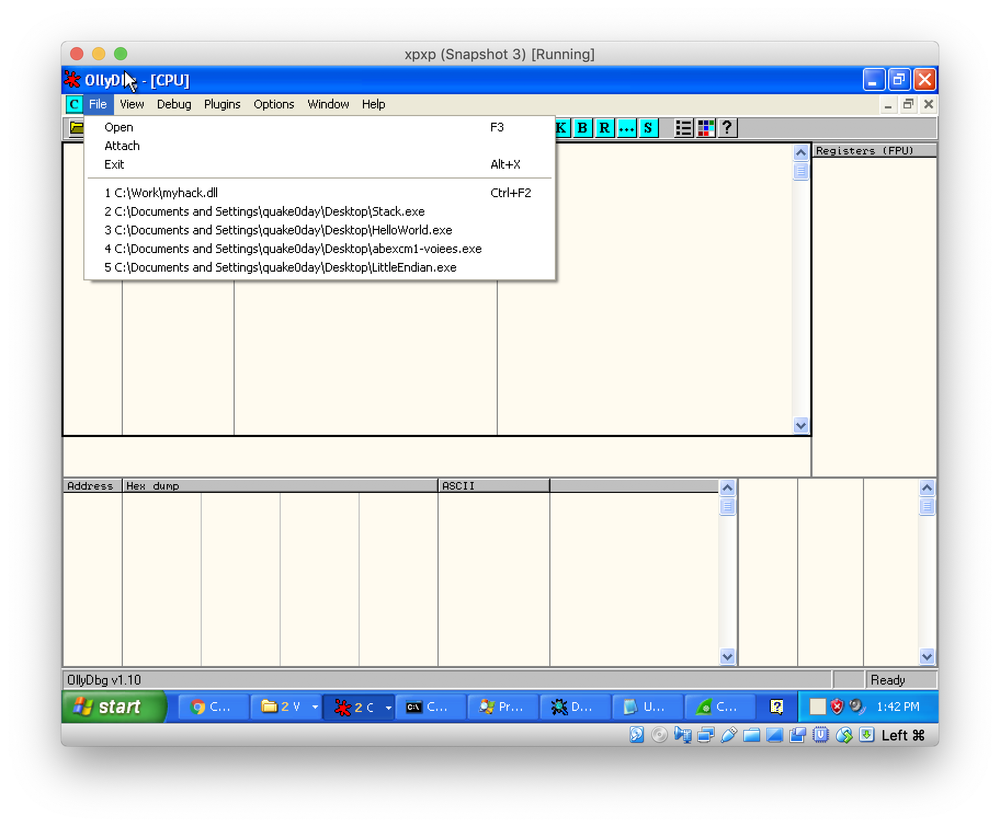 xpxp (Snapshot 3) [Running]
OllyDbg - [CPU]
C File View Debug Plugins Options Window Help
K B R ... S ?
Open F3
Attach
Exit Alt+X
1 C:\Work\myhack.dll Ctrl+F2
2 C:\Documents and Settings\quake0day\Desktop\Stack.exe
3 C:\Documents and Settings\quake0day\Desktop\HelloWorld.exe
4 C:\Documents and Settings\quake0day\Desktop\abexcm1-voiees.exe
5 C:\Documents and Settings\quake0day\Desktop\LittleEndian.exe
Registers (FPU)
Address Hex dump ASCII
OllyDbg v1.10 Ready
start C... 2 V 2 C C:\ C... Pr... D... U... C... ? 1:42 PM
Left ⌘